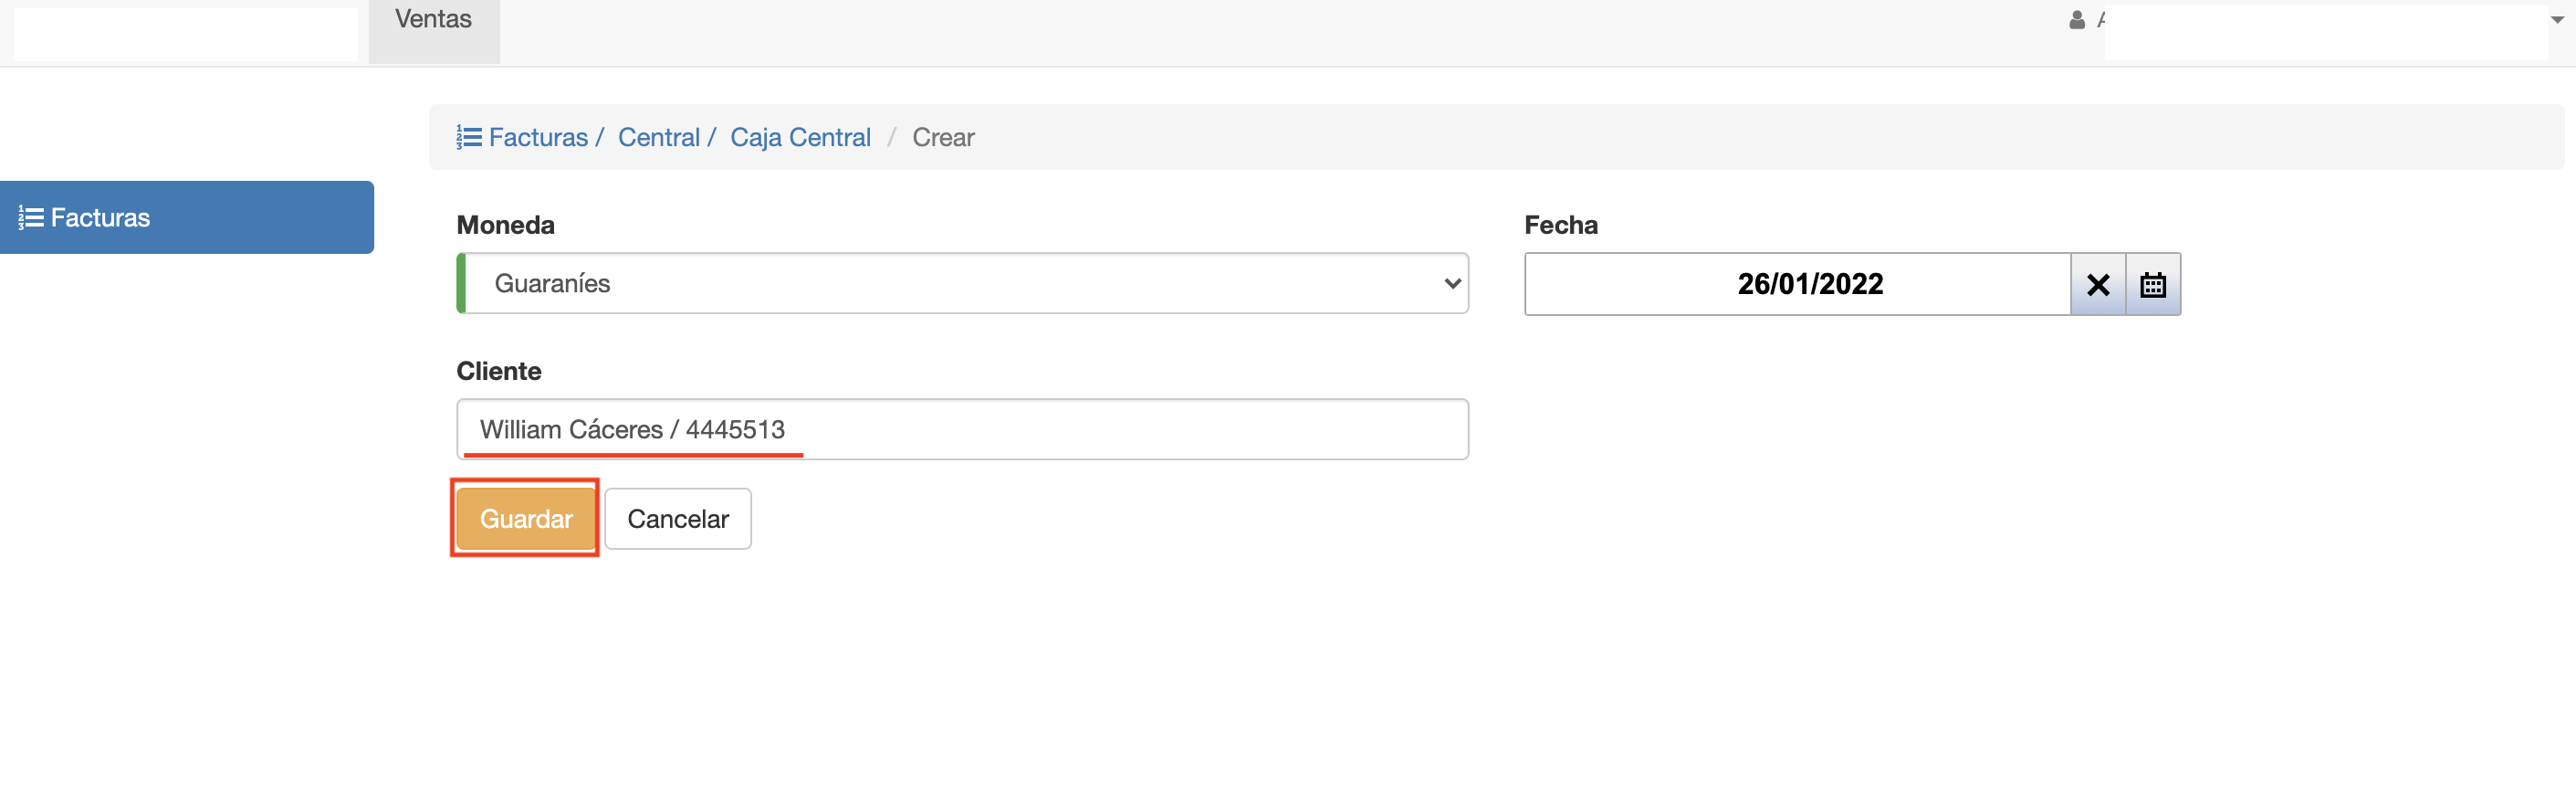 Ventas
Facturas / Central / Caja Central / Crear
Facturas
Moneda
Fecha
Guaraníes
26/01/2022
Cliente
William Cáceres / 4445513
Guardar
Cancelar